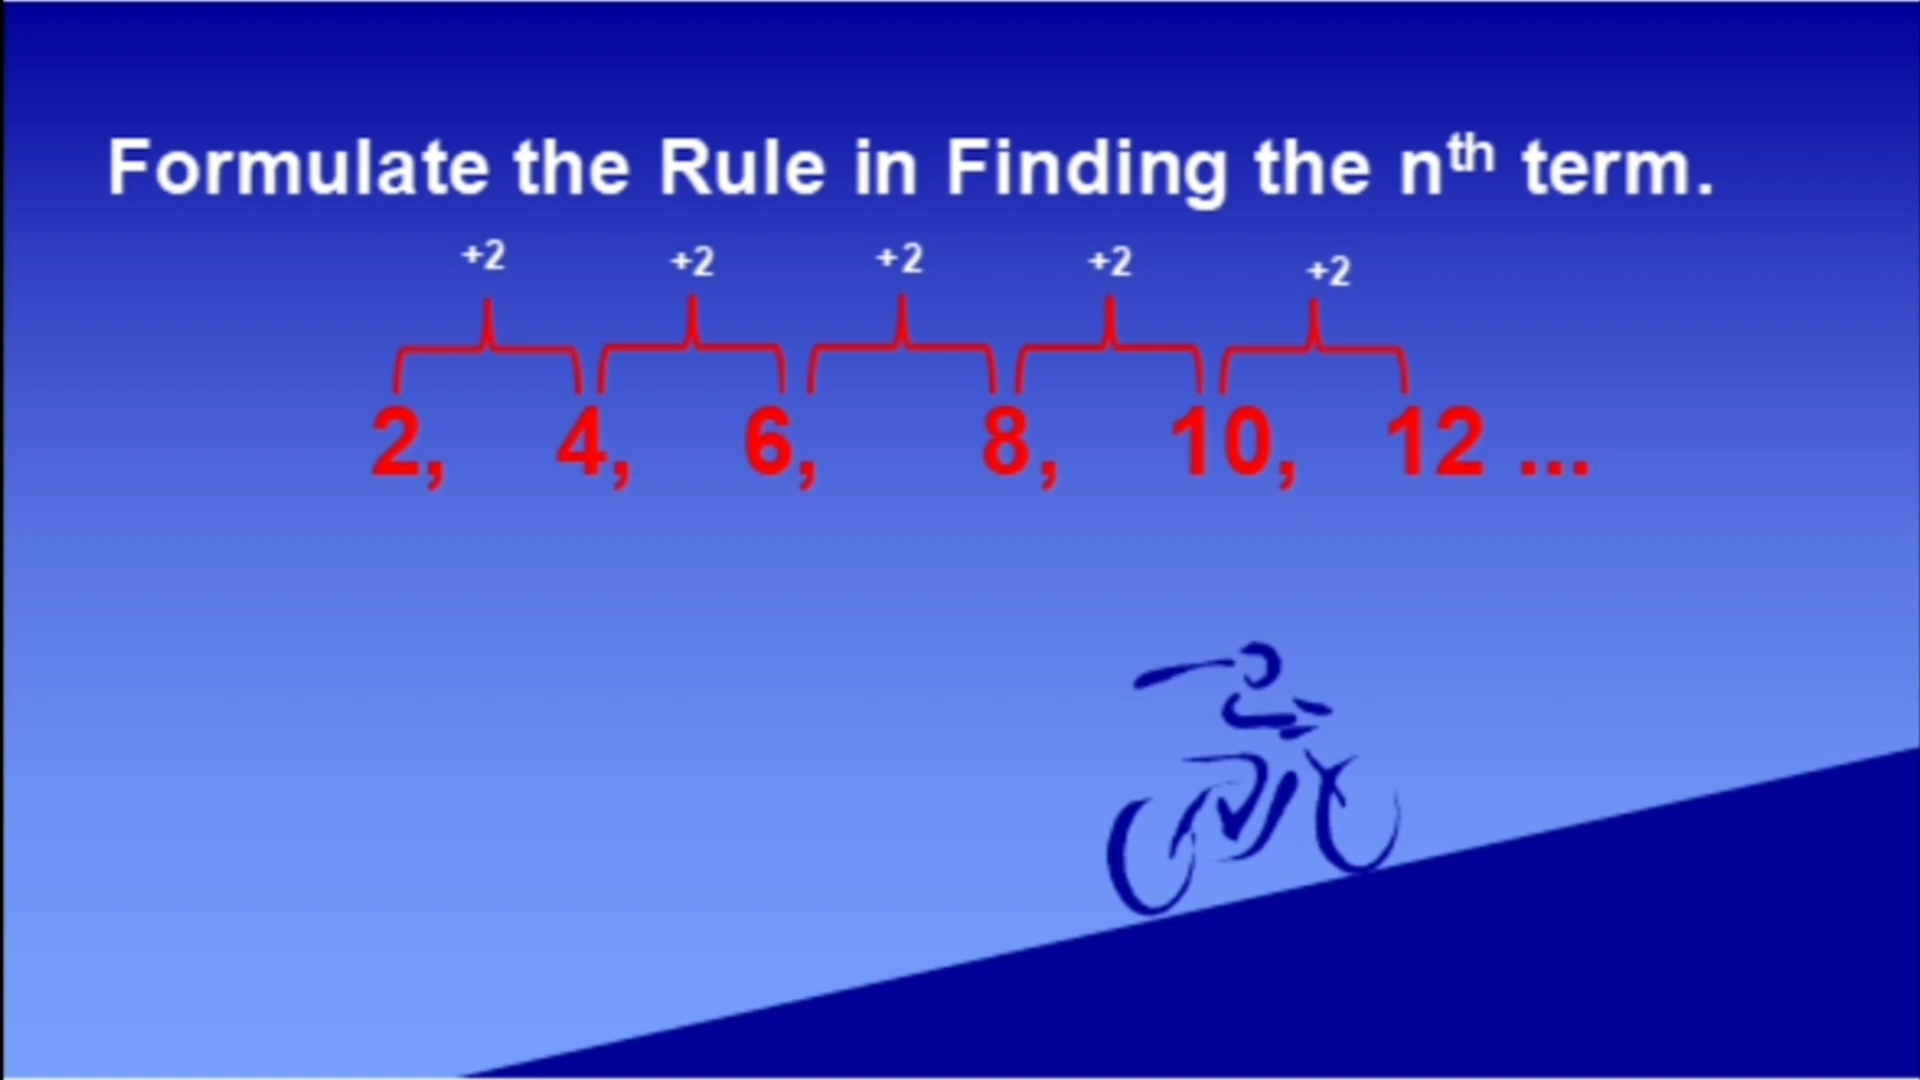 Formulate the Rule in Finding the nth term.
+2 +2 +2 +2 +2
2, 4, 6, 8, 10, 12 ...